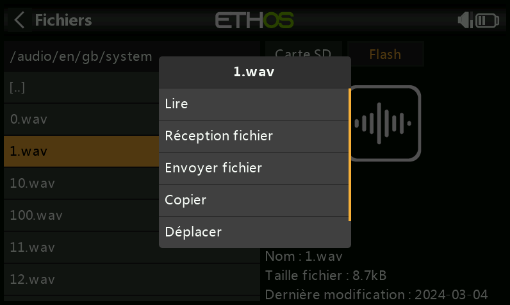 Fichiers
ETHOS
/audio/en/gb/system
Carte SD
Flash
[..]
0.wav
1.wav
10.wav
100.wav
11.wav
12.wav
1.wav
Lire
Réception fichier
Envoyer fichier
Copier
Déplacer
Nom : 1.wav
Taille fichier : 8.7kB
Dernière modification : 2024-03-04